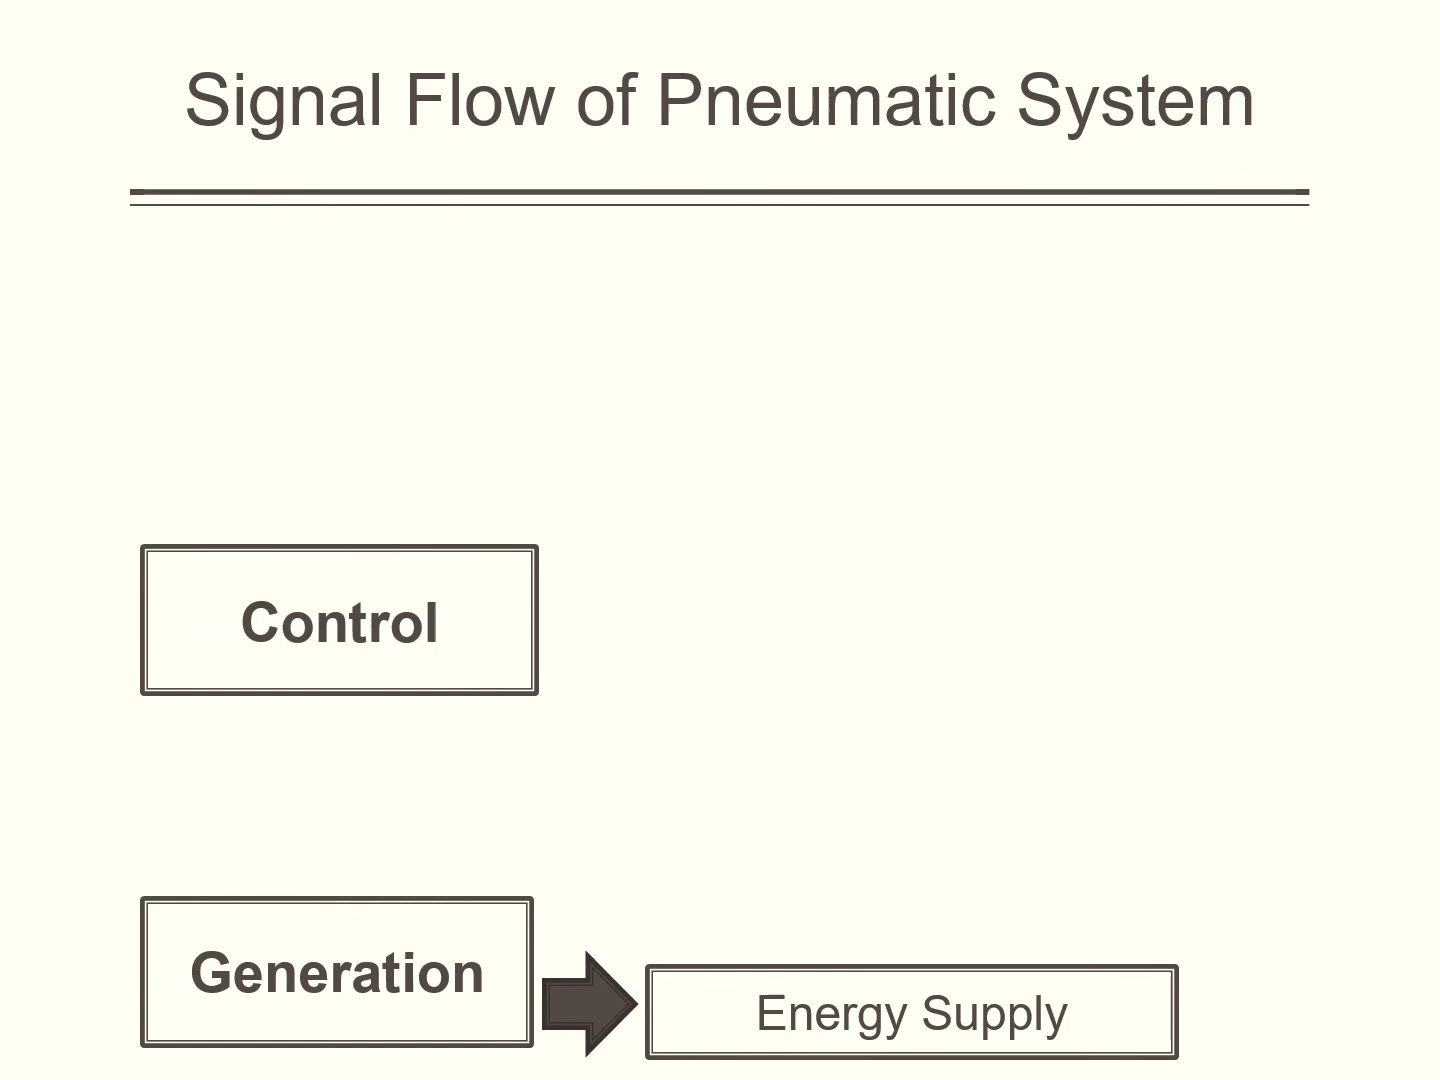 Signal Flow of Pneumatic System
Control
Generation
Energy Supply